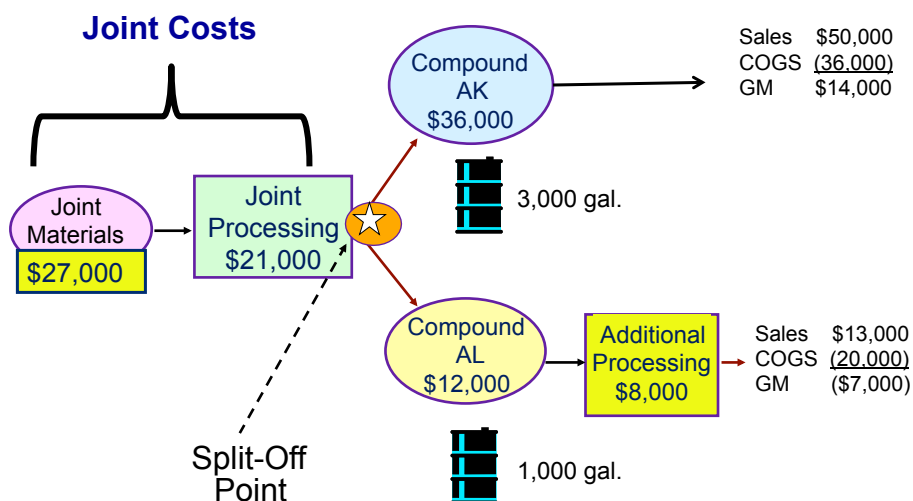 Joint Costs
Joint
Materials
$27,000
Joint
Processing
$21,000
Compound
AK
$36,000
3,000 gal.
Sales $50,000
COGS (36,000)
GM $14,000
Compound
AL
$12,000
Additional
Processing
$8,000
Sales $13,000
COGS (20,000)
GM ($7,000)
Split-Off
Point
1,000 gal.